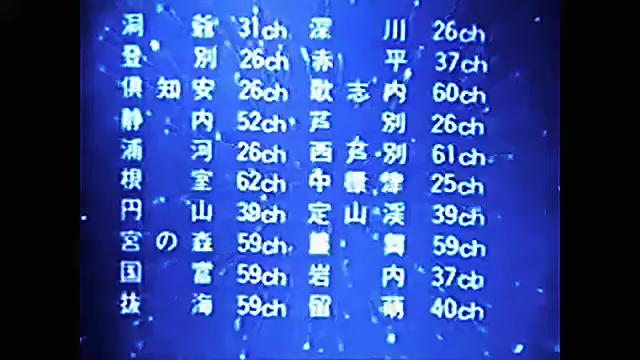 洞爺 31ch 深川 26ch
登別 26ch 赤平 37ch
倶知安 26ch 歌志内 60ch
静内 52ch 芦別 26ch
浦河 26ch 西芦別 61ch
根室 62ch 中標津 25ch
円山 39ch 定山渓 39ch
宮の森 59ch 舞 59ch
国富 59ch 岩内 37ch
抜海 59ch 留萌 40ch